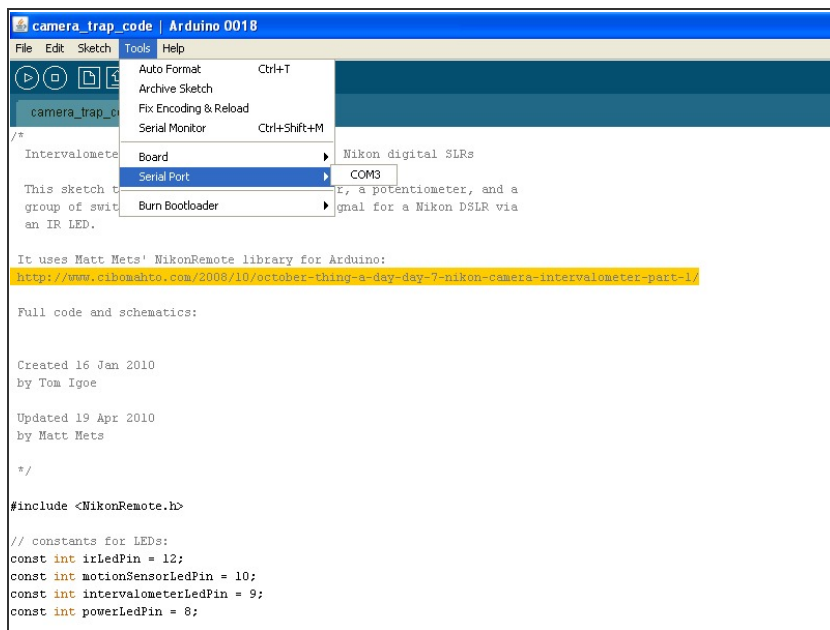 camera_trap_code | Arduino 0018
File Edit Sketch Tools Help
Auto Format Ctrl+T
Archive Sketch
Fix Encoding & Reload
Serial Monitor Ctrl+Shift+M
Board
Serial Port
COM3
Burn Bootloader
camera_trap_c
/*
Intervalomete Nikon digital SLRs
This sketch t r, a potentiometer, and a
group of swit gnal for a Nikon DSLR via
an IR LED.
It uses Matt Mets' NikonRemote library for Arduino:
http://www.cibomahto.com/2008/10/october-thing-a-day-day-7-nikon-camera-intervalometer-part-1/
Full code and schematics:
Created 16 Jan 2010
by Tom Igoe
Updated 19 Apr 2010
by Matt Mets
*/
#include <NikonRemote.h>
// constants for LEDs:
const int irLedPin = 12;
const int motionSensorLedPin = 10;
const int intervalometerLedPin = 9;
const int powerLedPin = 8;